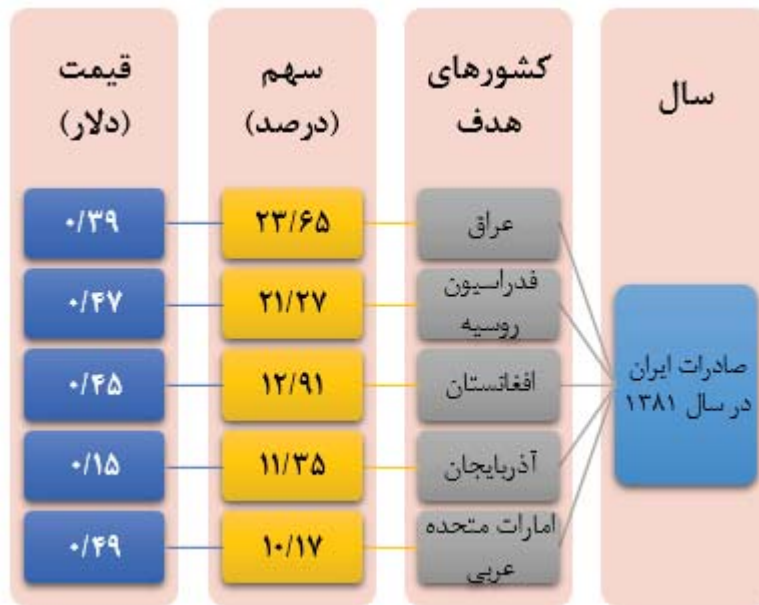 سال
کشورهای
هدف
سهم
(درصد)
قیمت
(دلار)
صادرات ایران
در سال ۱۳۸۱
عراق
۲۳/۶۵
۰/۳۹
فدراسیون
روسیه
۲۱/۲۷
۰/۴۷
افغانستان
۱۲/۹۱
۰/۴۵
آذربایجان
۱۱/۳۵
۰/۱۵
امارات متحده
عربی
۱۰/۱۷
۰/۴۹